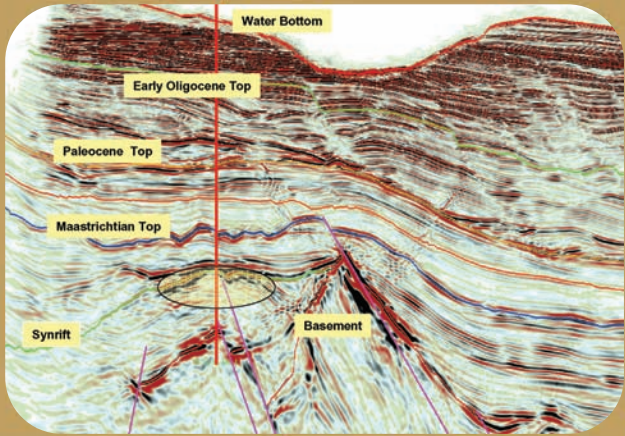 Water Bottom
Early Oligocene Top
Paleocene Top
Maastrichtian Top
Synrift
Basement